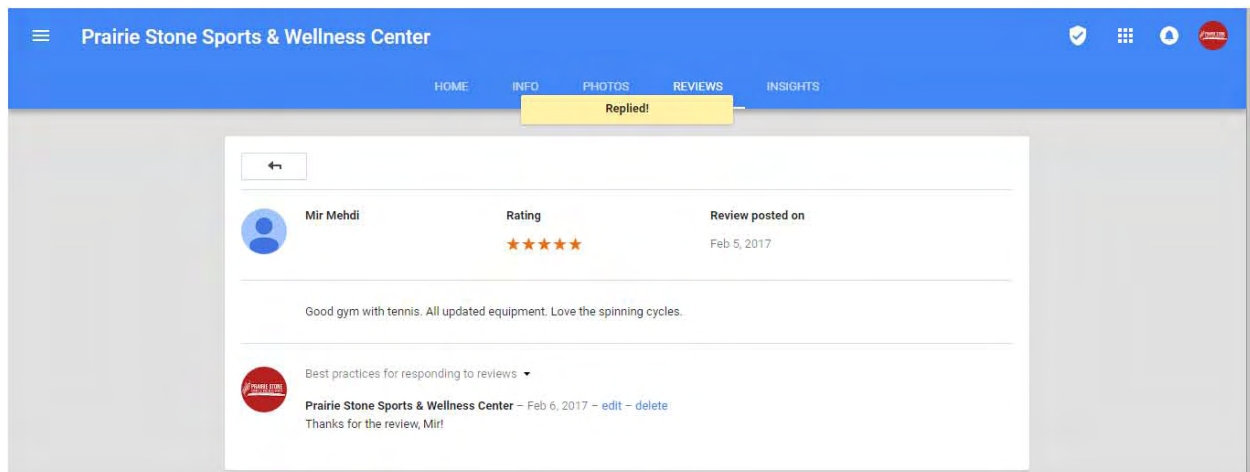 Prairie Stone Sports & Wellness Center
HOME INFO PHOTOS REVIEWS INSIGHTS
Replied!
Mir Mehdi Rating Review posted on
Feb 5, 2017
Good gym with tennis. All updated equipment. Love the spinning cycles.
Best practices for responding to reviews
PRAIRIE STONE
Prairie Stone Sports & Wellness Center – Feb 6, 2017 – edit – delete
Thanks for the review, Mir!